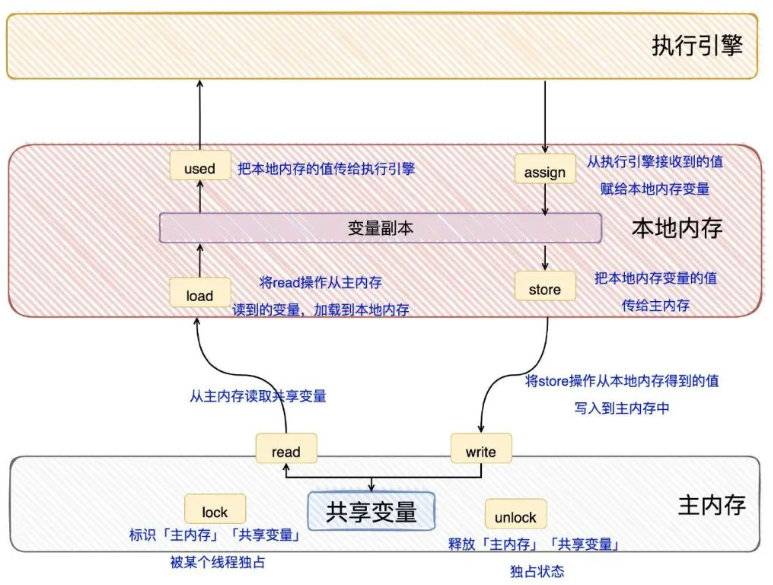 执行引擎
used
把本地内存的值传给执行引擎
assign
从执行引擎接收到的值
赋给本地内存变量
变量副本
本地内存
load
将read操作从主内存
读到的变量，加载到本地内存
store
把本地内存变量的值
传给主内存
从主内存读取共享变量
将store操作从本地内存得到的值
写入到主内存中
read
write
主内存
lock
标识「主内存」「共享变量」
被某个线程独占
共享变量
unlock
释放「主内存」「共享变量」
独占状态